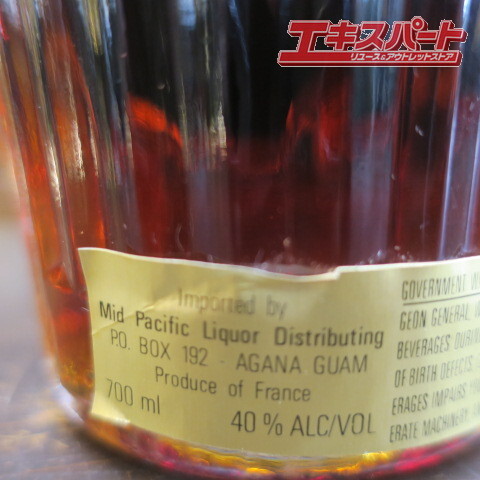 エキスパート
リユース&アウトレットストア
Imported by
Mid Pacific Liquor Distributing
P.O. BOX 192 - AGANA GUAM
Produce of France
700 ml
40% ALC/VOL
GOVERNMENT
GEON GENERAL,
BEVERAGES
OF BIRTH DEFECTS.
ERAGES IMPAIRS
ERATE MACHINERY,